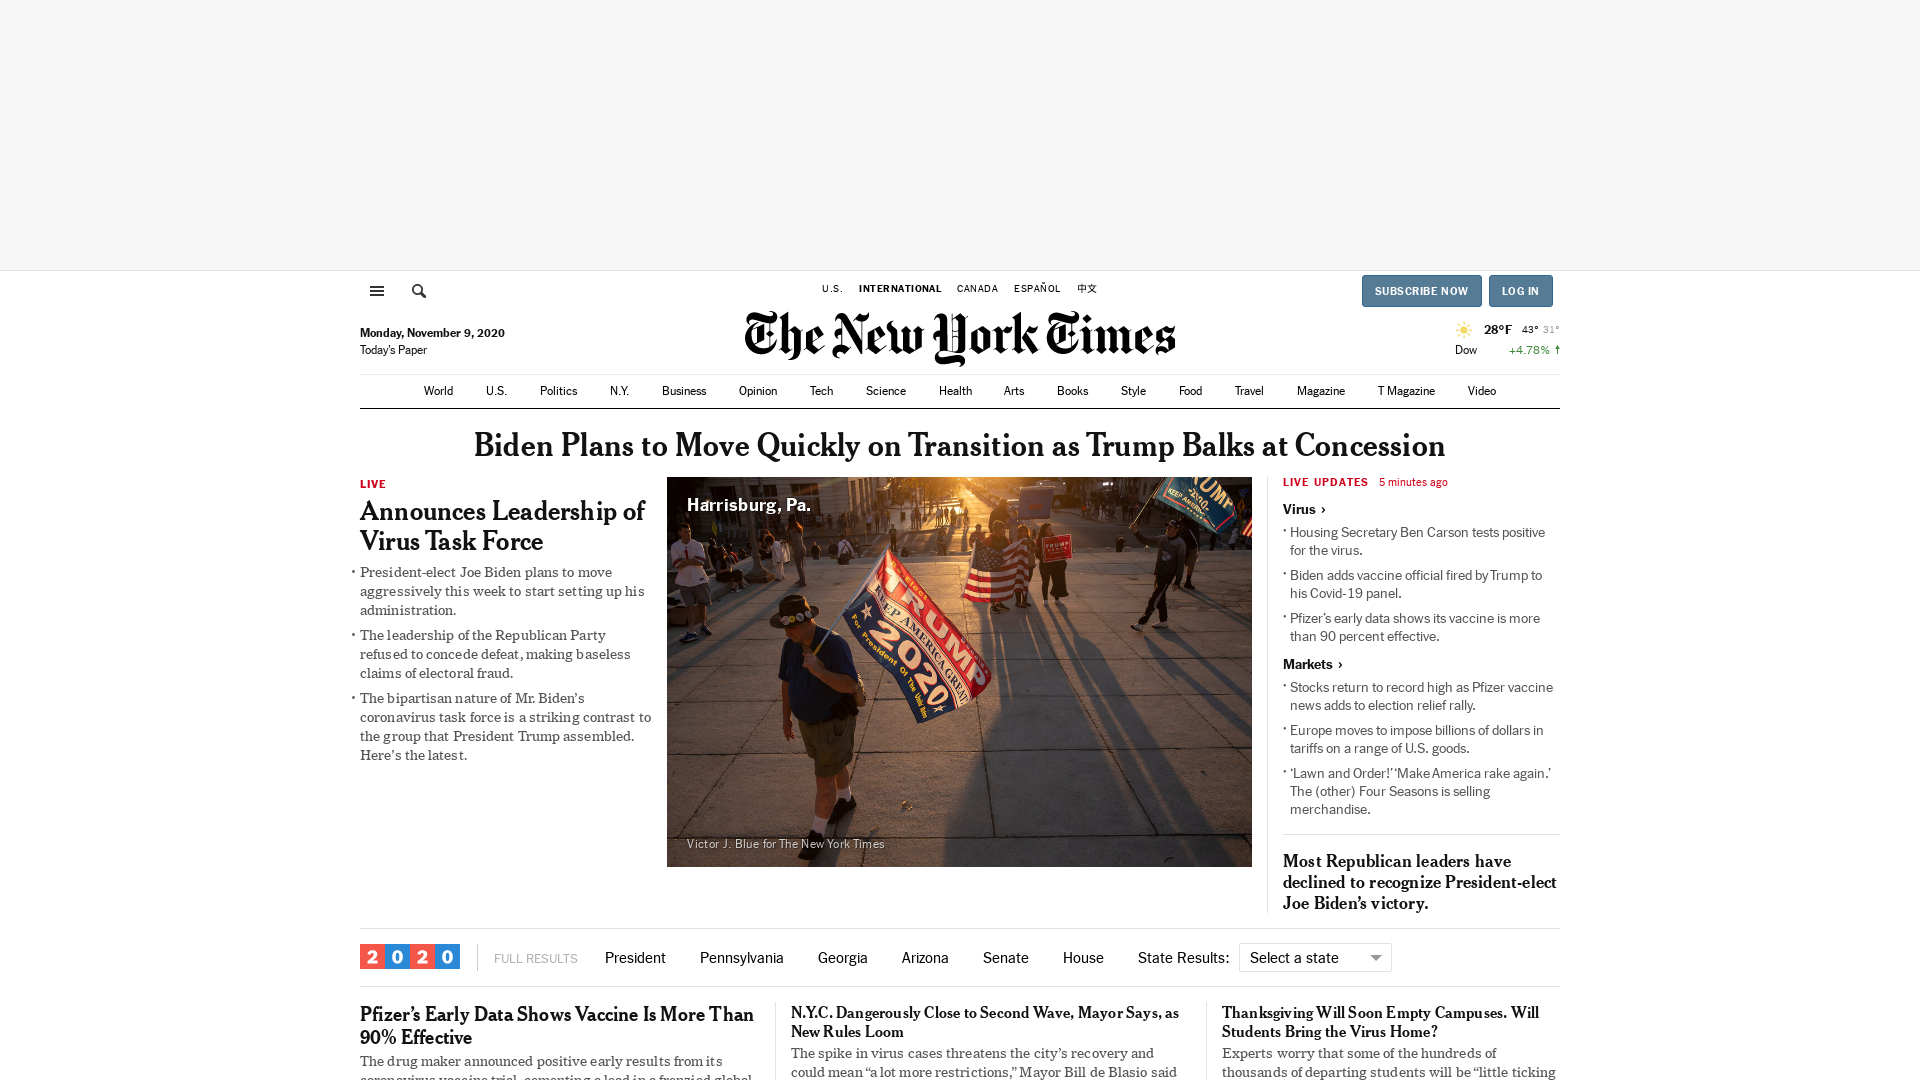 U.S. INTERNATIONAL CANADA ESPAÑOL 中文
SUBSCRIBE NOW LOG IN
The New York Times
Monday, November 9, 2020
Today's Paper
28°F 43° 31°
Dow +4.78% ↑
World U.S. Politics N.Y. Business Opinion Tech Science Health Arts Books Style Food Travel Magazine T Magazine Video
Biden Plans to Move Quickly on Transition as Trump Balks at Concession
LIVE
Announces Leadership of
Virus Task Force
• President-elect Joe Biden plans to move
aggressively this week to start setting up his
administration.
• The leadership of the Republican Party
refused to concede defeat, making baseless
claims of electoral fraud.
• The bipartisan nature of Mr. Biden’s
coronavirus task force is a striking contrast to
the group that President Trump assembled.
Here’s the latest.
Harrisburg, Pa.
TRUMP
KEEP AMERICA
TRUMP
Elect
TRUMP
KEEP AMERICA GREAT
2020
For President Of The
Victor J. Blue for The New York Times
LIVE UPDATES 5 minutes ago
Virus ›
• Housing Secretary Ben Carson tests positive
for the virus.
• Biden adds vaccine official fired by Trump to
his Covid-19 panel.
• Pfizer’s early data shows its vaccine is more
than 90 percent effective.
Markets ›
• Stocks return to record high as Pfizer vaccine
news adds to election relief rally.
• Europe moves to impose billions of dollars in
tariffs on a range of U.S. goods.
• ‘Lawn and Order!’ ‘Make America rake again.’
The (other) Four Seasons is selling
merchandise.
Most Republican leaders have
declined to recognize President-elect
Joe Biden’s victory.
2020 FULL RESULTS President Pennsylvania Georgia Arizona Senate House State Results: Select a state
Pfizer’s Early Data Shows Vaccine Is More Than
90% Effective
The drug maker announced positive early results from its
coronavirus vaccine trial, cementing a lead in a frenzied global
N.Y.C. Dangerously Close to Second Wave, Mayor Says, as
New Rules Loom
The spike in virus cases threatens the city’s recovery and
could mean “a lot more restrictions,” Mayor Bill de Blasio said
Thanksgiving Will Soon Empty Campuses. Will
Students Bring the Virus Home?
Experts worry that some of the hundreds of
thousands of departing students will be “little ticking